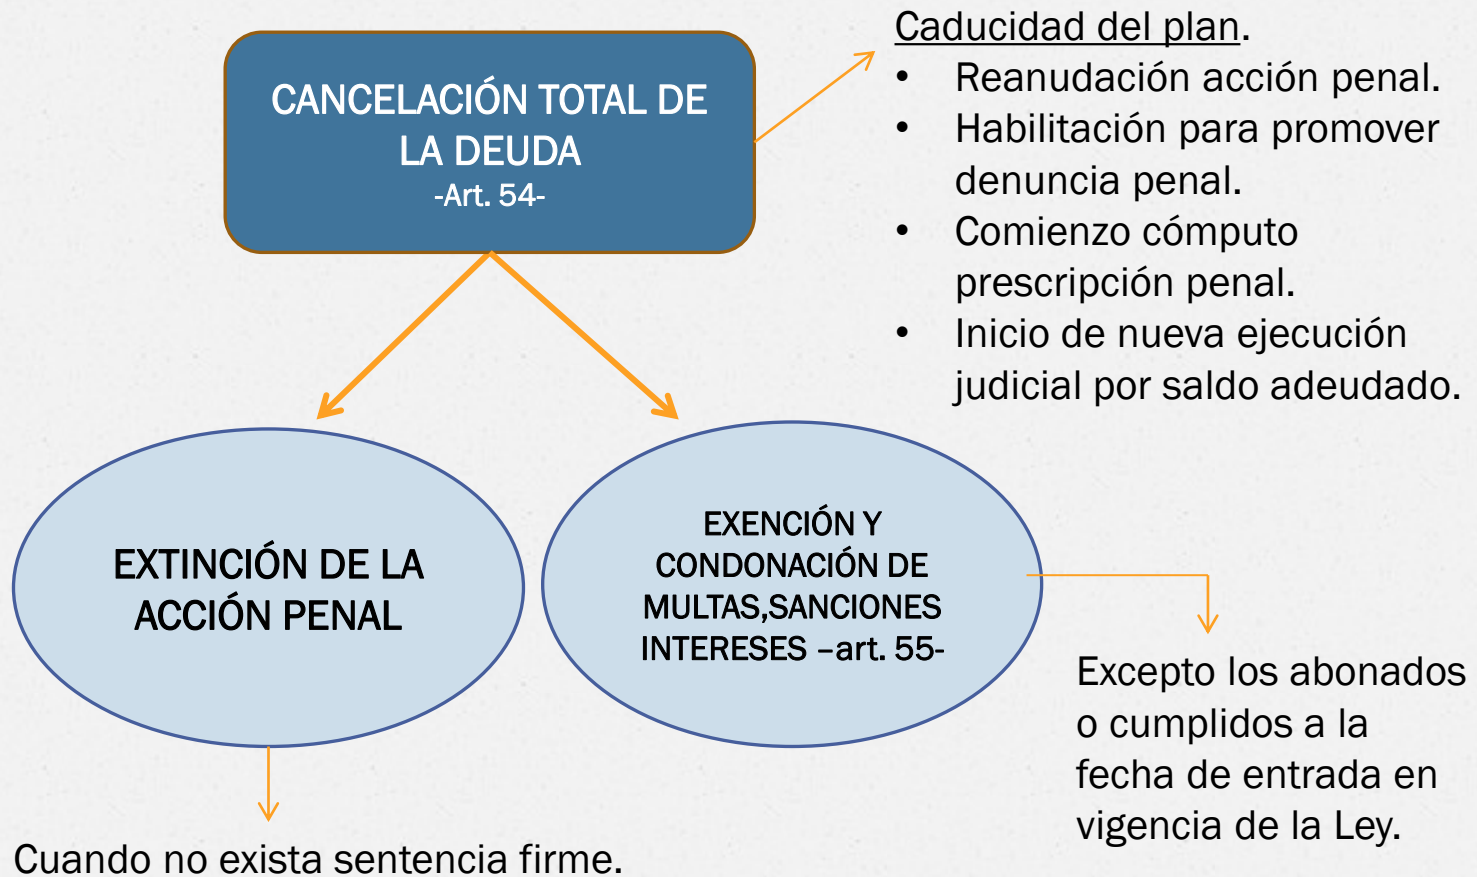 CANCELACIÓN TOTAL DE
LA DEUDA
-Art. 54-
Caducidad del plan.
• Reanudación acción penal.
• Habilitación para promover
denuncia penal.
• Comienzo cómputo
prescripción penal.
• Inicio de nueva ejecución
judicial por saldo adeudado.
EXTINCIÓN DE LA
ACCIÓN PENAL
EXENCIÓN Y
CONDONACIÓN DE
MULTAS,SANCIONES
INTERESES –art. 55-
Excepto los abonados
o cumplidos a la
fecha de entrada en
vigencia de la Ley.
Cuando no exista sentencia firme.